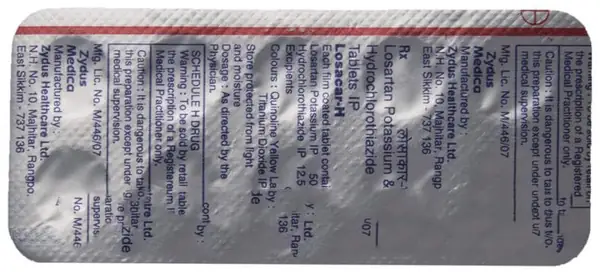 the prescription of a Registered
Medical Practitioner only.
Caution : It is dangerous to take
this preparation except under
medical supervision.
Mfg. Lic. No. M/446/07
Zydus
Medica
Manufactured by :
Zydus Healthcare Ltd.
N.H. No. 10, Majhitar, Rangp
East Sikkim - 737 136
Rx
Losartan Potassium &
Hydrochlorothiazide
Tablets IP
Losacar-H
Each film coated tablet contai
Losartan Potassium IP 50
Hydrochlorothiazide IP 12.5
Excipients
Colours : Quinoline Yellow La
Titanium Dioxide IP
Store protected from light
and moisture
Dosage : As directed by the
Physician.
SCHEDULE H DRUG
Warning : To be sold by retail
the prescription of a Registere
Medical Practitioner only.
Caution : It is dangerous to take
this preparation except under
medical supervision.
Mfg. Lic. No. M/446/07
Zydus
Medica
Manufactured by :
Zydus Healthcare Ltd.
N.H. No. 10, Majhitar, Rangpo,
East Sikkim - 737 136